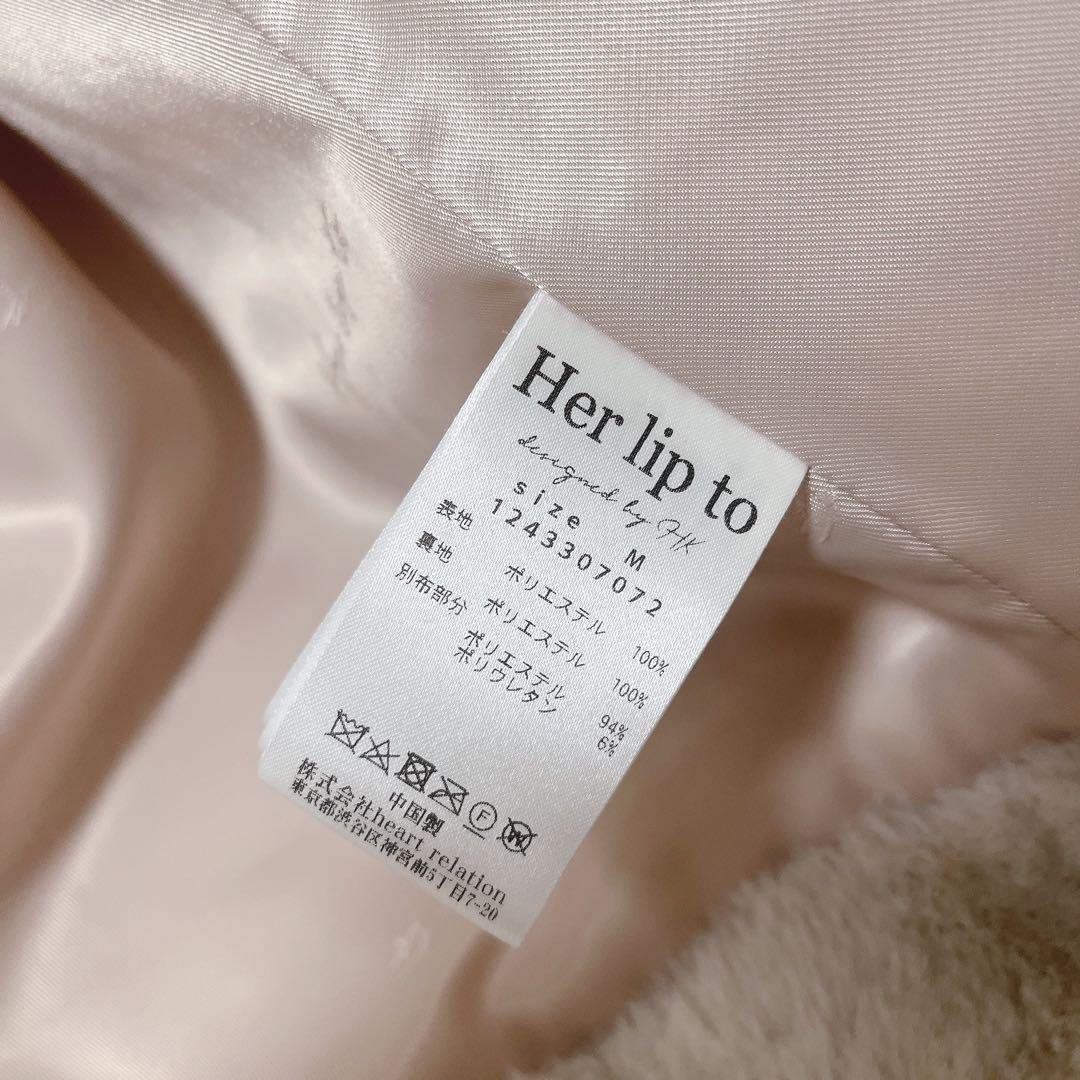 Her lip to
designed by HK
size M
1243307072
表地 ポリエステル 100%
裏地 ポリエステル 100%
別布部分 ポリエステル 94%
ポリウレタン 6%
F W
中国製
株式会社heart relation
東京都渋谷区神宮前5丁目7-20